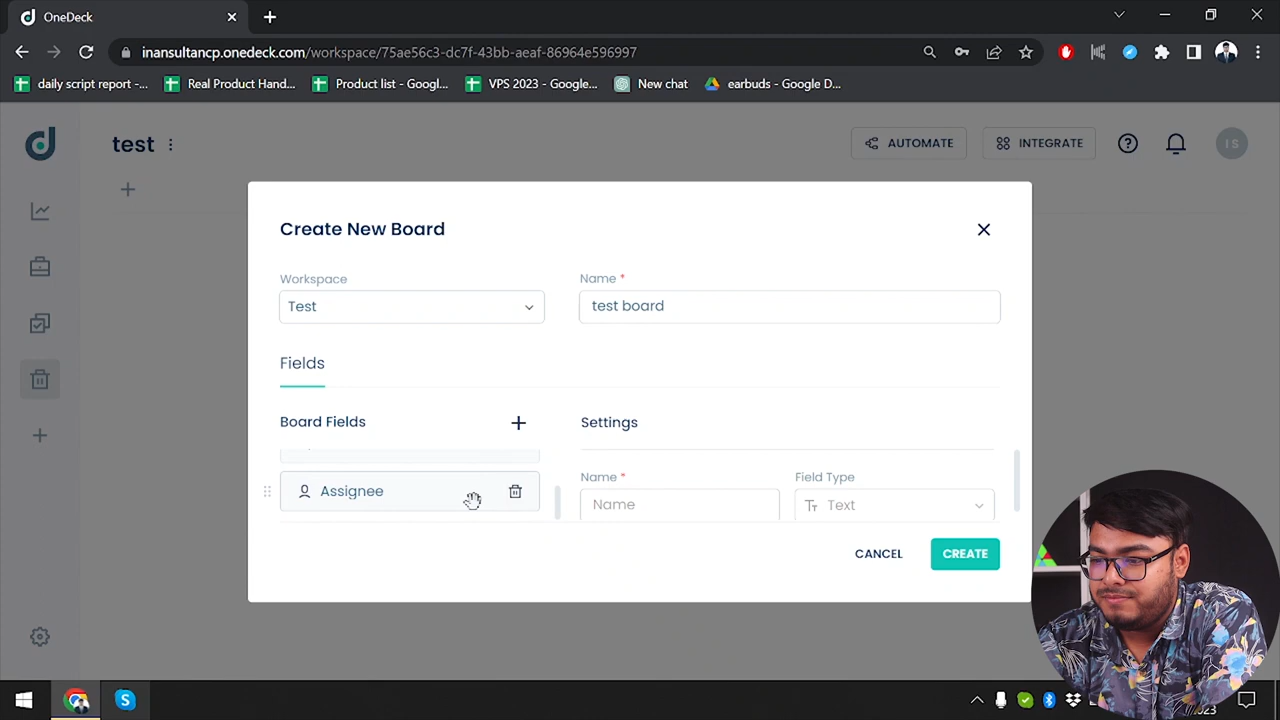 OneDeck
inansultancp.onedeck.com/workspace/75ae56c3-dc7f-43bb-aeaf-86964e596997
daily script report -...
Real Product Hand...
Product list - Googl...
VPS 2023 - Google...
New chat
earbuds - Google D...
test
AUTOMATE
INTEGRATE
I S
Create New Board
Workspace
Name *
Test
test board
Fields
Board Fields
Settings
Assignee
Name *
Field Type
Name
Text
CANCEL
CREATE